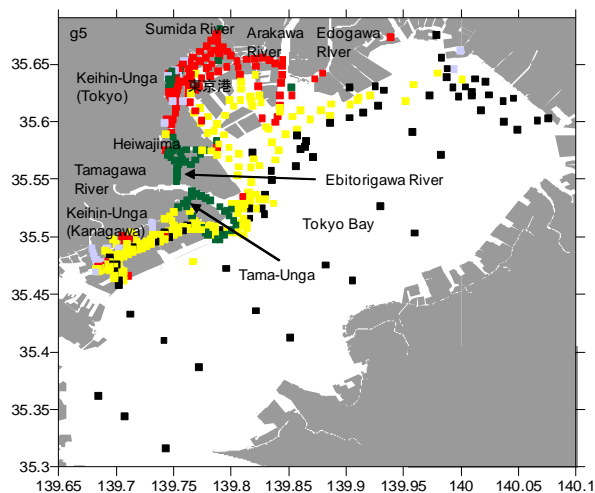 g5
Sumida River
Arakawa
River
Edogawa
RIver
Keihin-Unga
(Tokyo)
東京港
Heiwajima
Tamagawa
River
Ebitorigawa River
Keihin-Unga
(Kanagawa)
Tokyo Bay
Tama-Unga
35.65
35.6
35.55
35.5
35.45
35.4
35.35
35.3
139.65 139.7 139.75 139.8 139.85 139.9 139.95 140 140.05 140.1